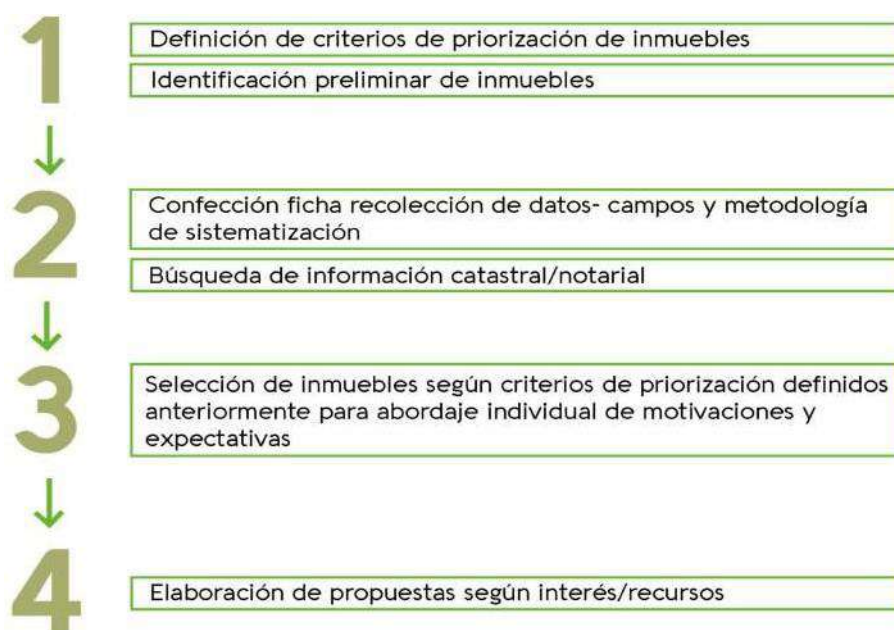 1
Definición de criterios de priorización de inmuebles
Identificación preliminar de inmuebles
2
Confección ficha recolección de datos- campos y metodología
de sistematización
Búsqueda de información catastral/notarial
3
Selección de inmuebles según criterios de priorización definidos
anteriormente para abordaje individual de motivaciones y
expectativas
4
Elaboración de propuestas según interés/recursos